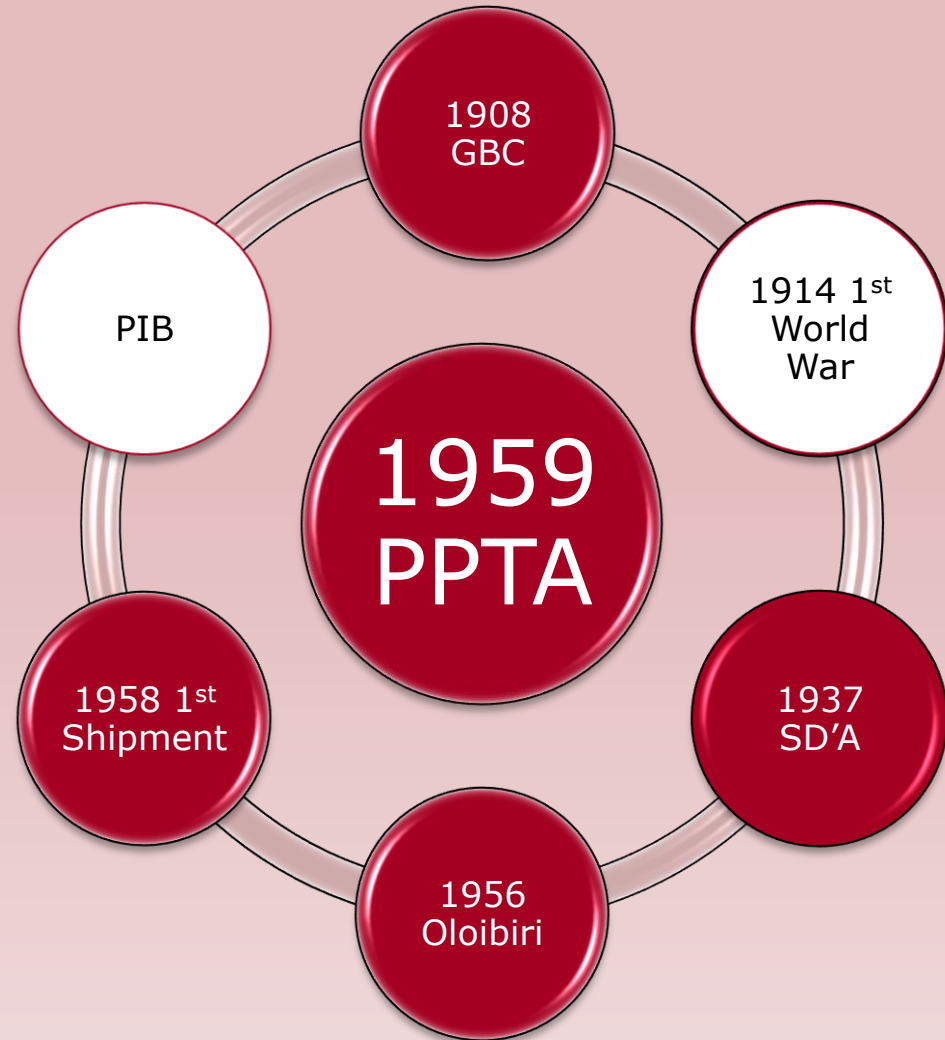 1908
GBC
1914 1st
World
War
1937
SD’A
1956
Oloibiri
1958 1st
Shipment
PIB
1959
PPTA